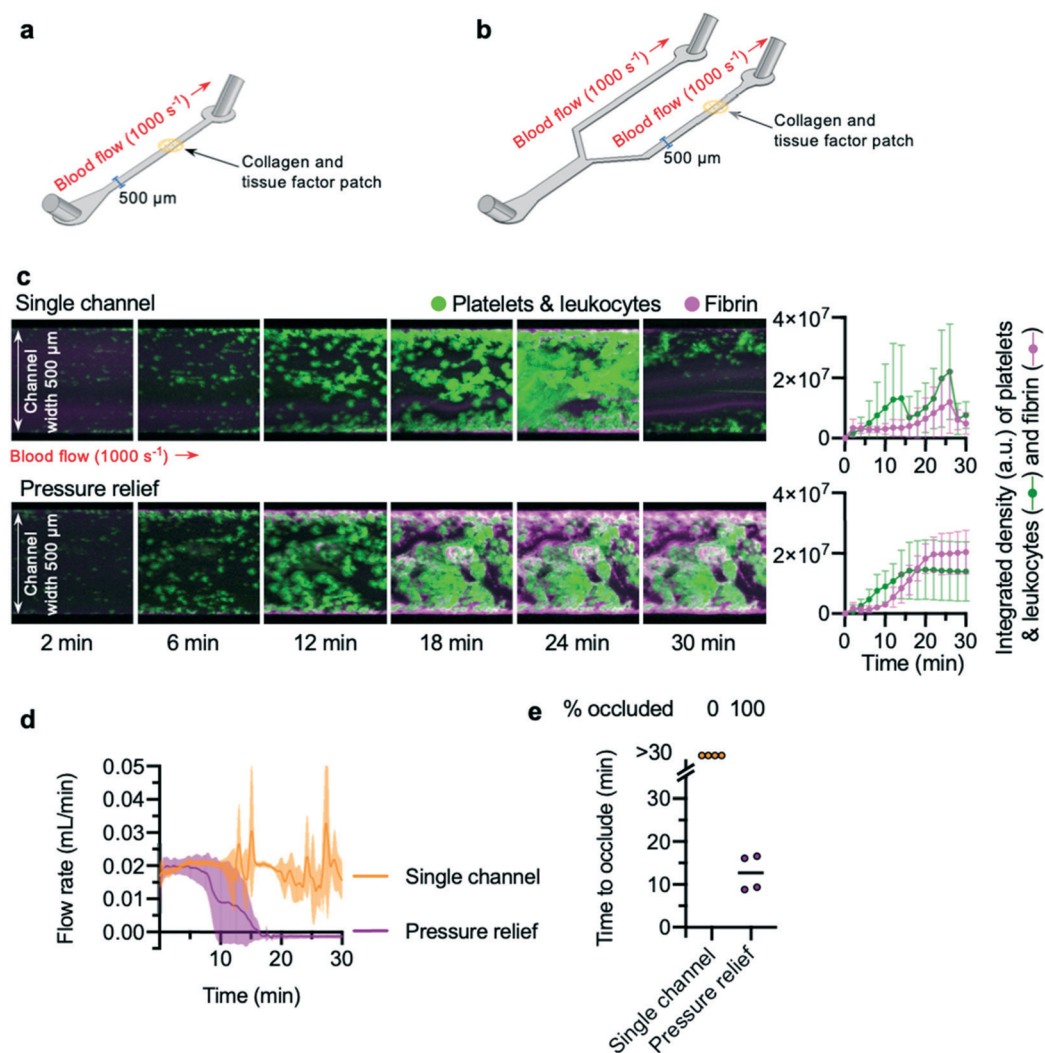 a
Blood flow (1000 s⁻¹) →
Collagen and
tissue factor patch
500 µm
b
Blood flow (1000 s⁻¹) →
Blood flow (1000 s⁻¹) →
Collagen and
tissue factor patch
500 µm
c
Single channel
Platelets & leukocytes
Fibrin
Channel
width 500 µm
Blood flow (1000 s⁻¹) →
Pressure relief
Channel
width 500 µm
2 min
6 min
12 min
18 min
24 min
30 min
4×10⁷
2×10⁷
0
0
10
20
30
4×10⁷
2×10⁷
0
0
10
20
30
Time (min)
Integrated density (a.u.) of platelets
& leukocytes ( ) and fibrin ( )
d
Flow rate (mL/min)
0.05
0.04
0.03
0.02
0.01
0.00
10
20
30
Time (min)
Single channel
Pressure relief
e
% occluded 0 100
Time to occlude (min)
>30
30
20
10
0
Single channel
Pressure relief